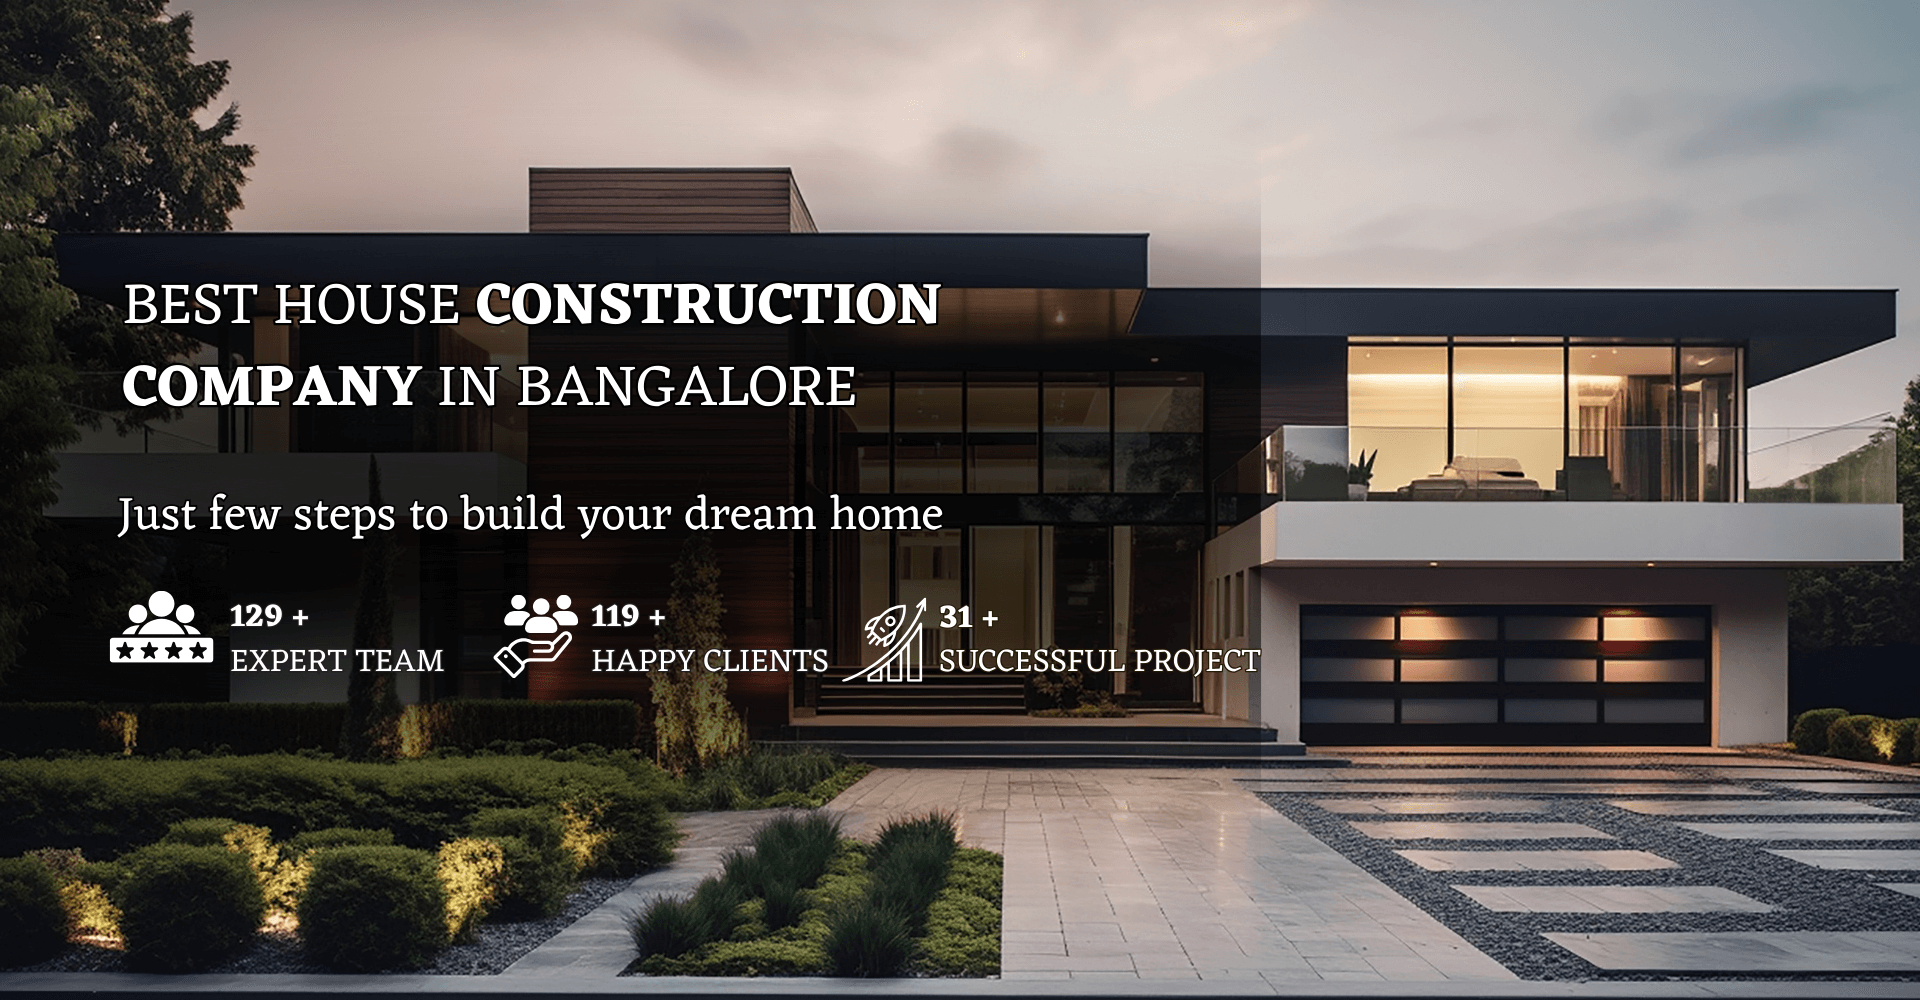 BEST HOUSE CONSTRUCTION
COMPANY IN BANGALORE
Just few steps to build your dream home
129 +
EXPERT TEAM
119 +
HAPPY CLIENTS
31 +
SUCCESSFUL PROJECT